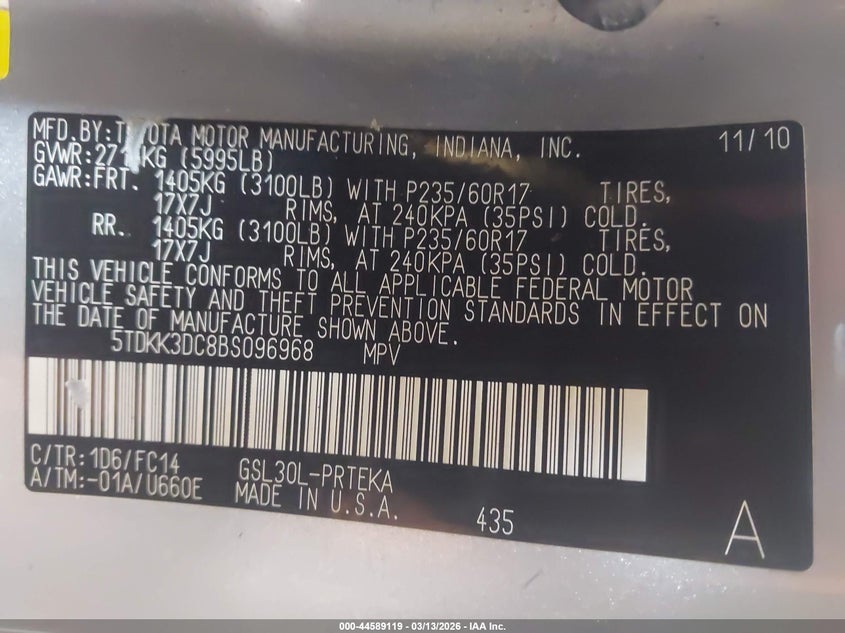 MFD.BY:TOYOTA MOTOR MANUFACTURING, INDIANA, INC. 11/10
(5995LB)
GAWR:FRT. 1405KG (3100LB) WITH P235/60R17 TIRES,
17X7J RIMS, AT 240KPA (35PSI) COLD.
RR. 1405KG (3100LB) WITH P235/60R17 TIRES,
17X7J RIMS, AT 240KPA (35PSI) COLD.
THIS VEHICLE CONFORMS TO ALL APPLICABLE FEDERAL MOTOR
VEHICLE SAFETY AND THEFT PREVENTION STANDARDS IN EFFECT ON
THE DATE OF MANUFACTURE SHOWN ABOVE.
5TDKK3DC8BS096968 MPV
C/TR:1D6/FC14 GSL30L-PRTEKA
A/TM:-01A/U660E MADE IN U.S.A. 435 A
000-44589119 - 03/13/2026 - IAA Inc.